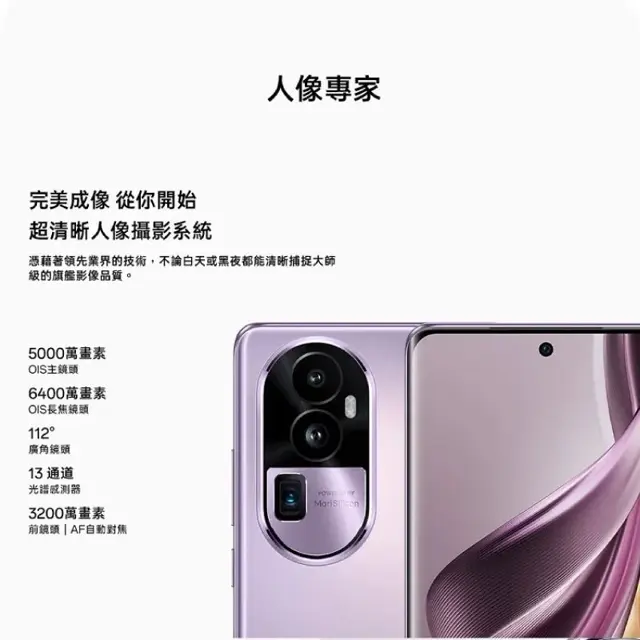 人像專家
完美成像 從你開始
超清晰人像攝影系統
憑藉著領先業界的技術，不論白天或黑夜都能清晰捕捉大師
級的旗艦影像品質。
5000萬畫素
OIS主鏡頭
6400萬畫素
OIS長焦鏡頭
112°
廣角鏡頭
13 通道
光譜感測器
3200萬畫素
前鏡頭 | AF自動對焦
POWERED BY
MariSilicon